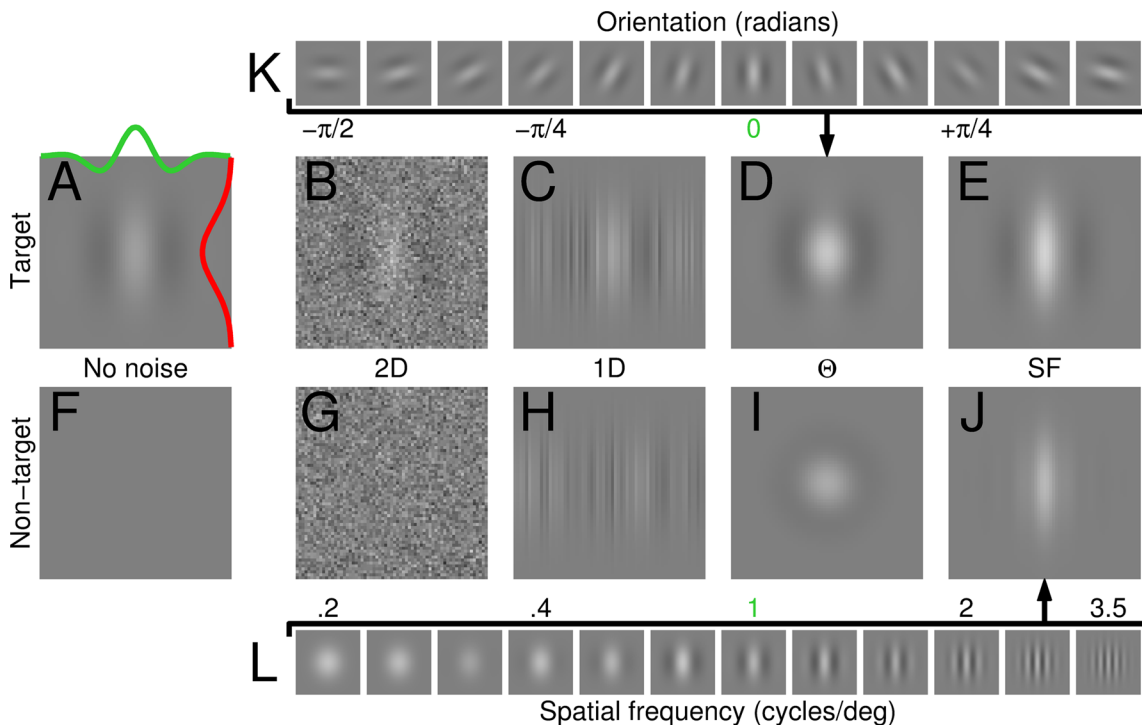 Orientation (radians)
K
−π/2 −π/4 0 +π/4
Target
A B C D E
No noise 2D 1D Θ SF
Non-target
F G H I J
.2 .4 1 2 3.5
L
Spatial frequency (cycles/deg)